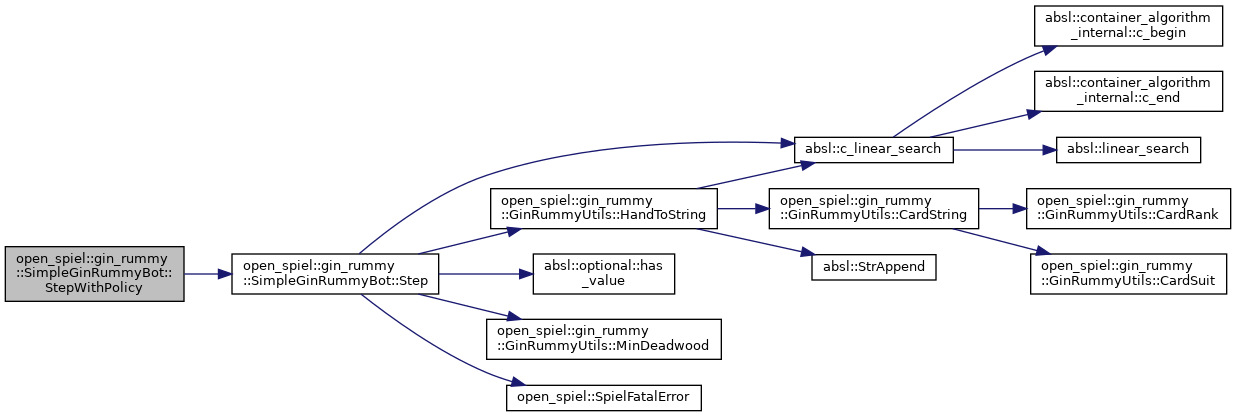 open_spiel::gin_rummy
::SimpleGinRummyBot::
StepWithPolicy
open_spiel::gin_rummy
::SimpleGinRummyBot::Step
open_spiel::gin_rummy
::GinRummyUtils::HandToString
absl::optional::has
_value
open_spiel::gin_rummy
::GinRummyUtils::MinDeadwood
open_spiel::SpielFatalError
absl::c_linear_search
open_spiel::gin_rummy
::GinRummyUtils::CardString
absl::StrAppend
absl::container_algorithm
_internal::c_begin
absl::container_algorithm
_internal::c_end
absl::linear_search
open_spiel::gin_rummy
::GinRummyUtils::CardRank
open_spiel::gin_rummy
::GinRummyUtils::CardSuit